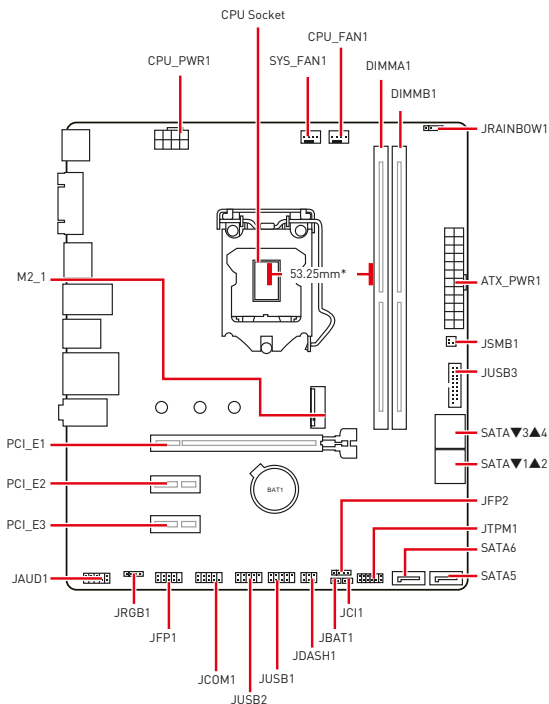 CPU Socket
CPU_FAN1
CPU_PWR1
SYS_FAN1
DIMMA1
DIMMB1
JRAINBOW1
M2_1
53.25mm*
ATX_PWR1
JSMB1
JUSB3
PCI_E1
SATA▼3▲4
SATA▼1▲2
PCI_E2
BAT1
JFP2
PCI_E3
JTPM1
SATA6
JAUD1
SATA5
JRGB1
JCI1
JFP1
JBAT1
JDASH1
JCOM1
JUSB1
JUSB2